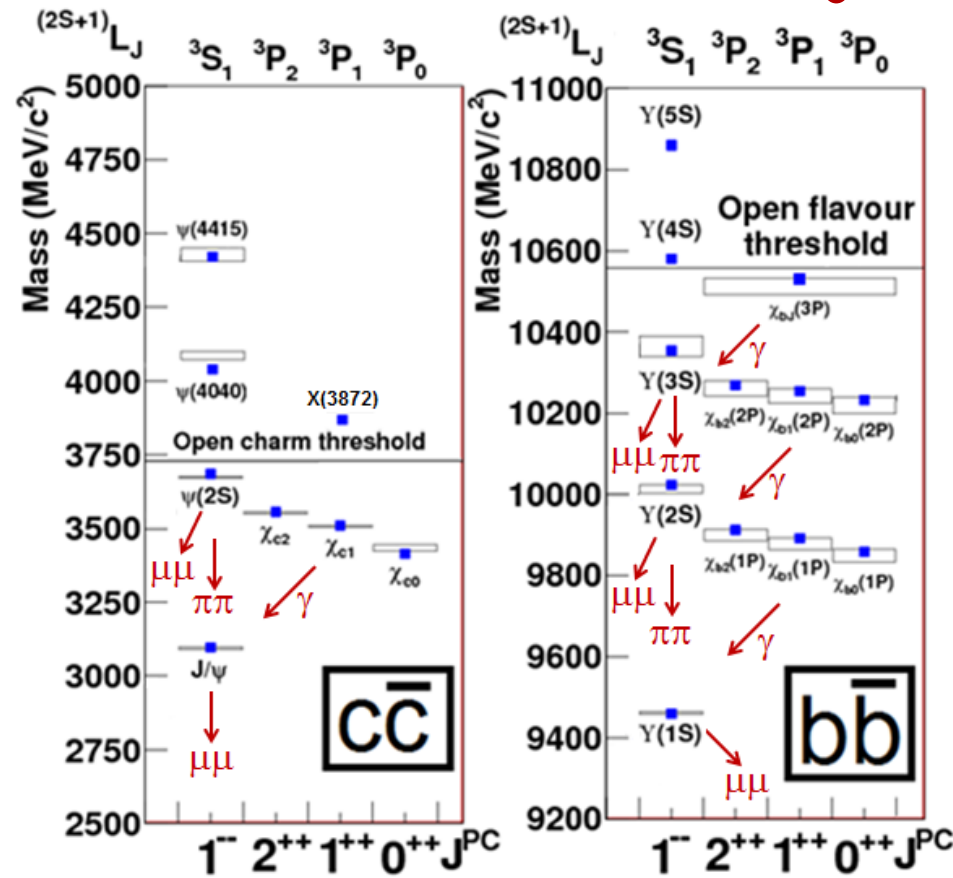 (2S+1)L_J ³S₁ ³P₂ ³P₁ ³P₀
Mass (MeV/c²)
5000
4750
4500
4250
4000
3750
3500
3250
3000
2750
2500
ψ(4415)
ψ(4040)
X(3872)
Open charm threshold
ψ(2S)
χc2
χc1
χc0
μμ
ππ
γ
J/ψ
μμ
cc̅
1⁻⁻ 2⁺⁺ 1⁺⁺ 0⁺⁺ J^PC
(2S+1)L_J ³S₁ ³P₂ ³P₁ ³P₀
Mass (MeV/c²)
11000
10800
10600
10400
10200
10000
9800
9600
9400
9200
Υ(5S)
Υ(4S)
Open flavour
threshold
χbJ(3P)
γ
Υ(3S)
χb2(2P) χb1(2P) χb0(2P)
μμ ππ
γ
Υ(2S)
χb2(1P) χb1(1P) χb0(1P)
μμ
ππ
γ
Υ(1S)
μμ
bb̅
1⁻⁻ 2⁺⁺ 1⁺⁺ 0⁺⁺ J^PC